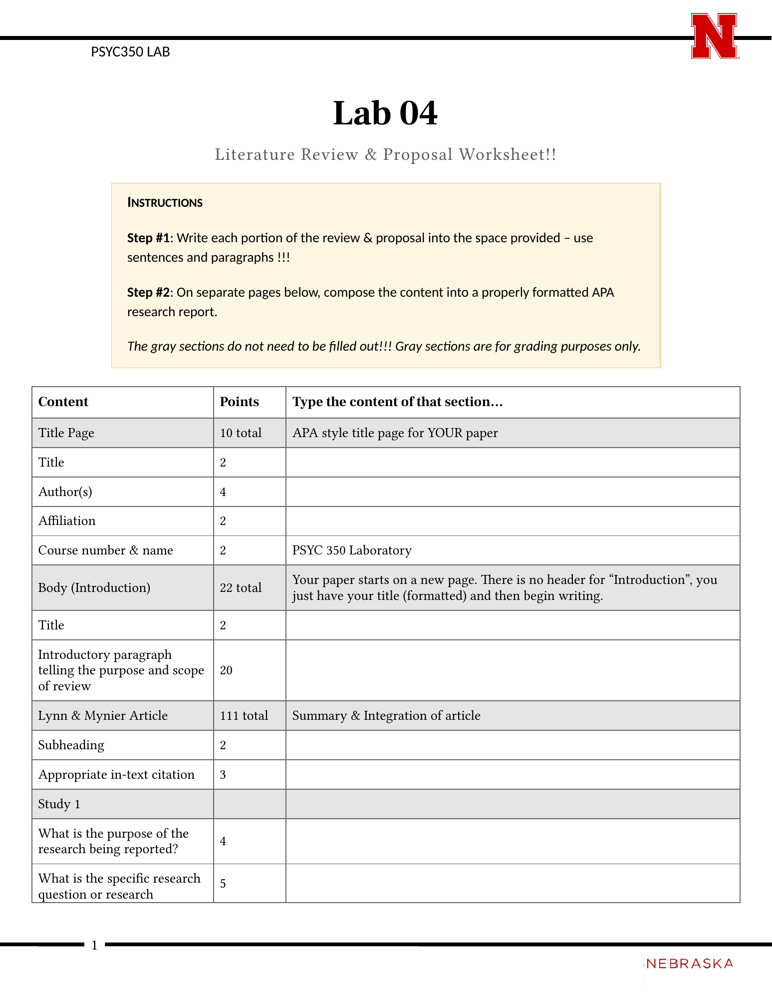 N
PSYC350 LAB
Lab 04
Literature Review & Proposal Worksheet!!
INSTRUCTIONS
Step #1: Write each portion of the review & proposal into the space provided – use
sentences and paragraphs !!!
Step #2: On separate pages below, compose the content into a properly formatted APA
research report.
The gray sections do not need to be filled out!!! Gray sections are for grading purposes only.
Content Points Type the content of that section…
Title Page 10 total APA style title page for YOUR paper
Title 2
Author(s) 4
Affiliation 2
Course number & name 2 PSYC 350 Laboratory
Body (Introduction) 22 total Your paper starts on a new page. There is no header for “Introduction”, you
just have your title (formatted) and then begin writing.
Title 2
Introductory paragraph
telling the purpose and scope 20
of review
Lynn & Mynier Article 111 total Summary & Integration of article
Subheading 2
Appropriate in-text citation 3
Study 1
What is the purpose of the
research being reported? 4
What is the specific research
question or research 5
1
NEBRASKA